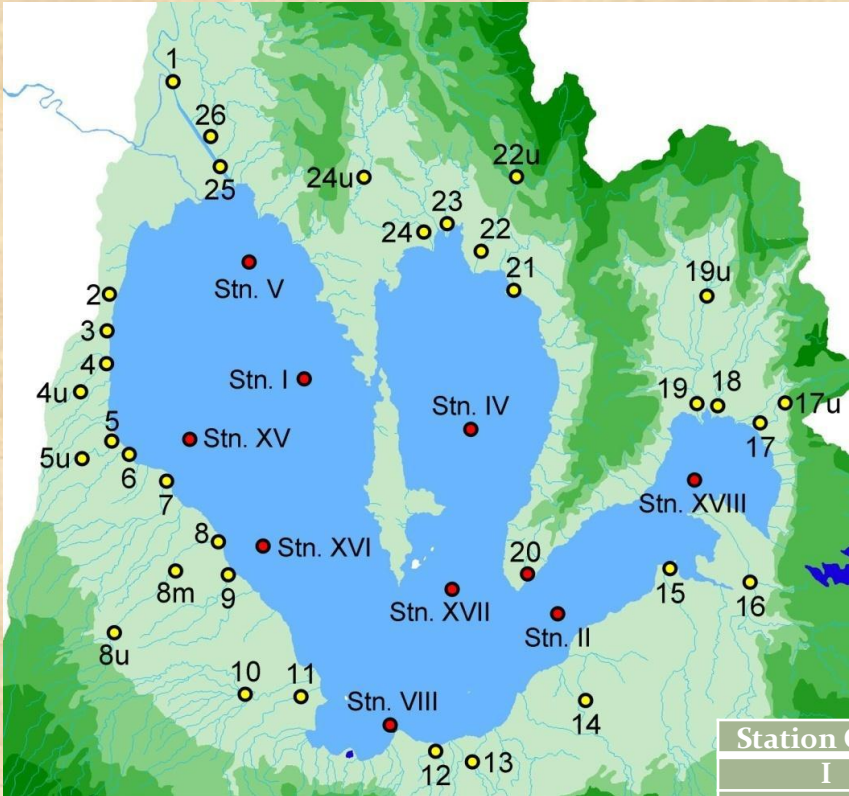 1
26
25
24u
22u
23
24
22
21
Stn. V
19u
2
3
4
4u
Stn. I
19
18
17u
17
Stn. IV
5
Stn. XV
5u
6
7
Stn. XVIII
8
Stn. XVI
20
15
8m
9
16
Stn. XVII
Stn. II
8u
10
11
14
Stn. VIII
12
13
Station
I